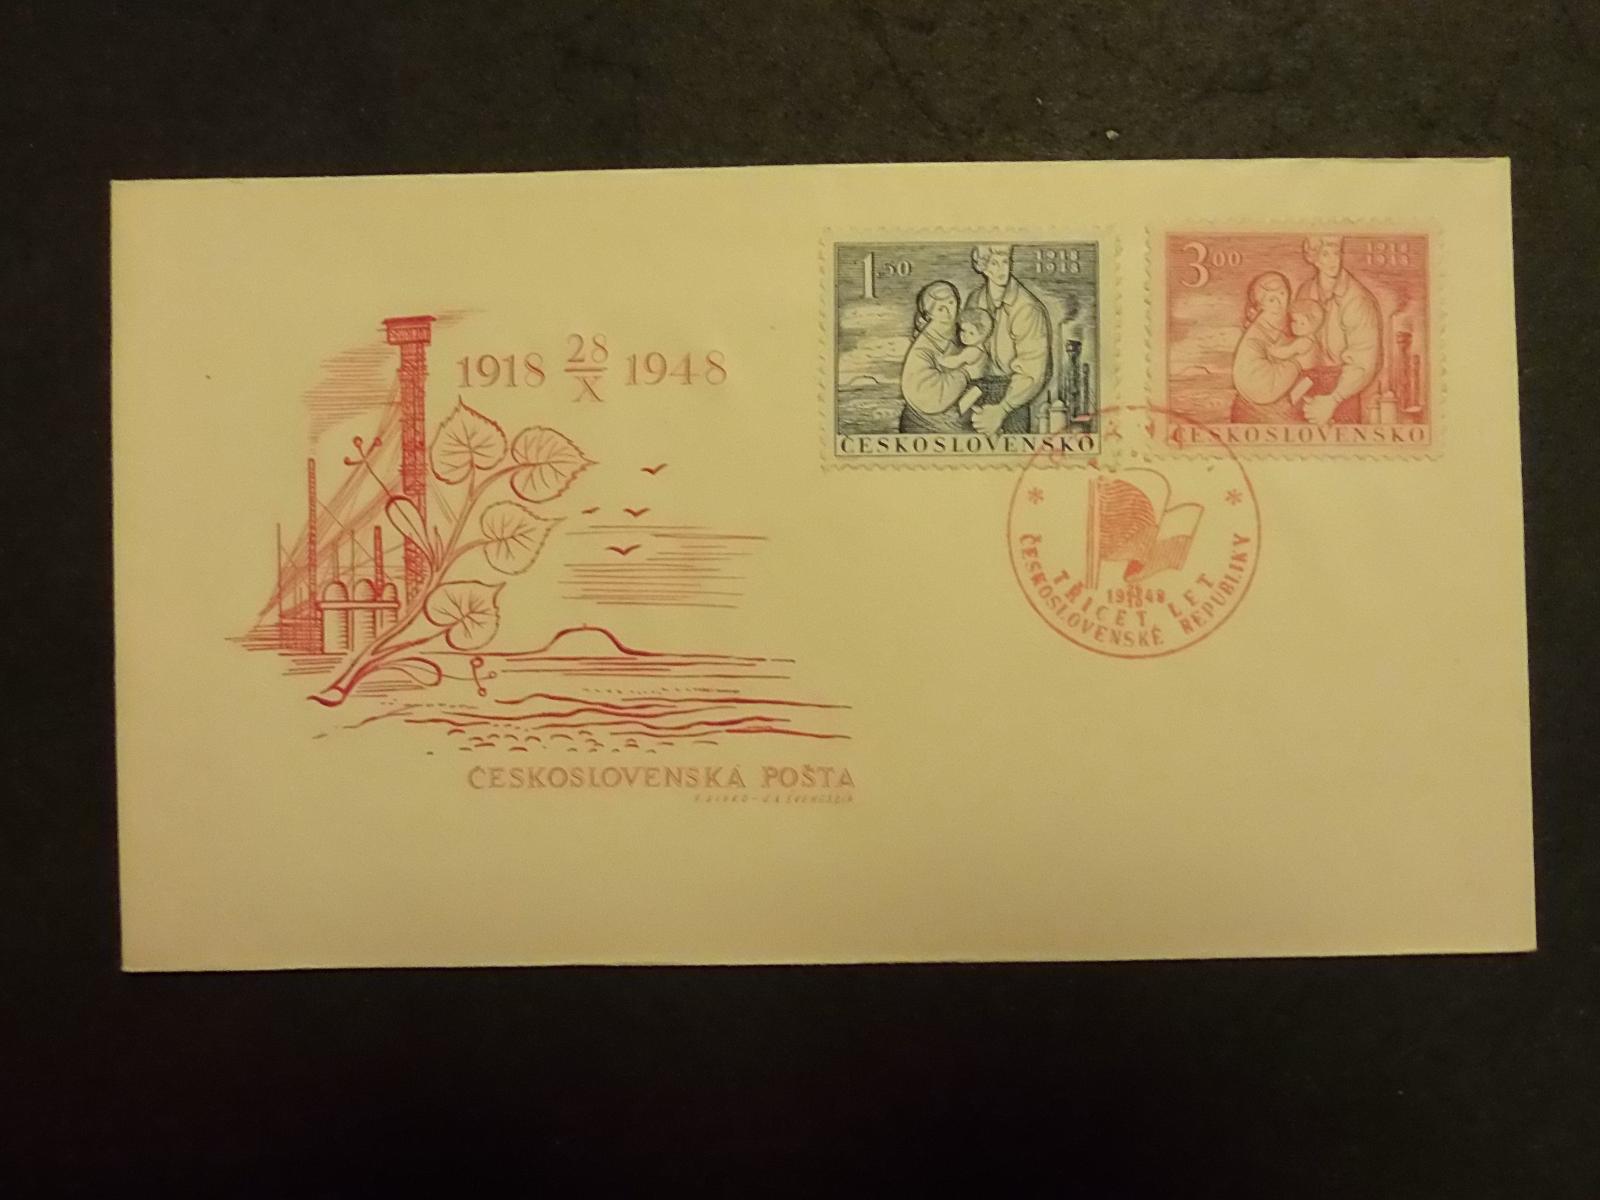 1918 28 X 1948
ČESKOSLOVENSKÁ POŠTA
1.50
1918
1948
ČESKOSLOVENSKO
3.00
1918
1948
ČESKOSLOVENSKO
1948
TŘICET LET
ČESKOSLOVENSKÉ REPUBLIKY